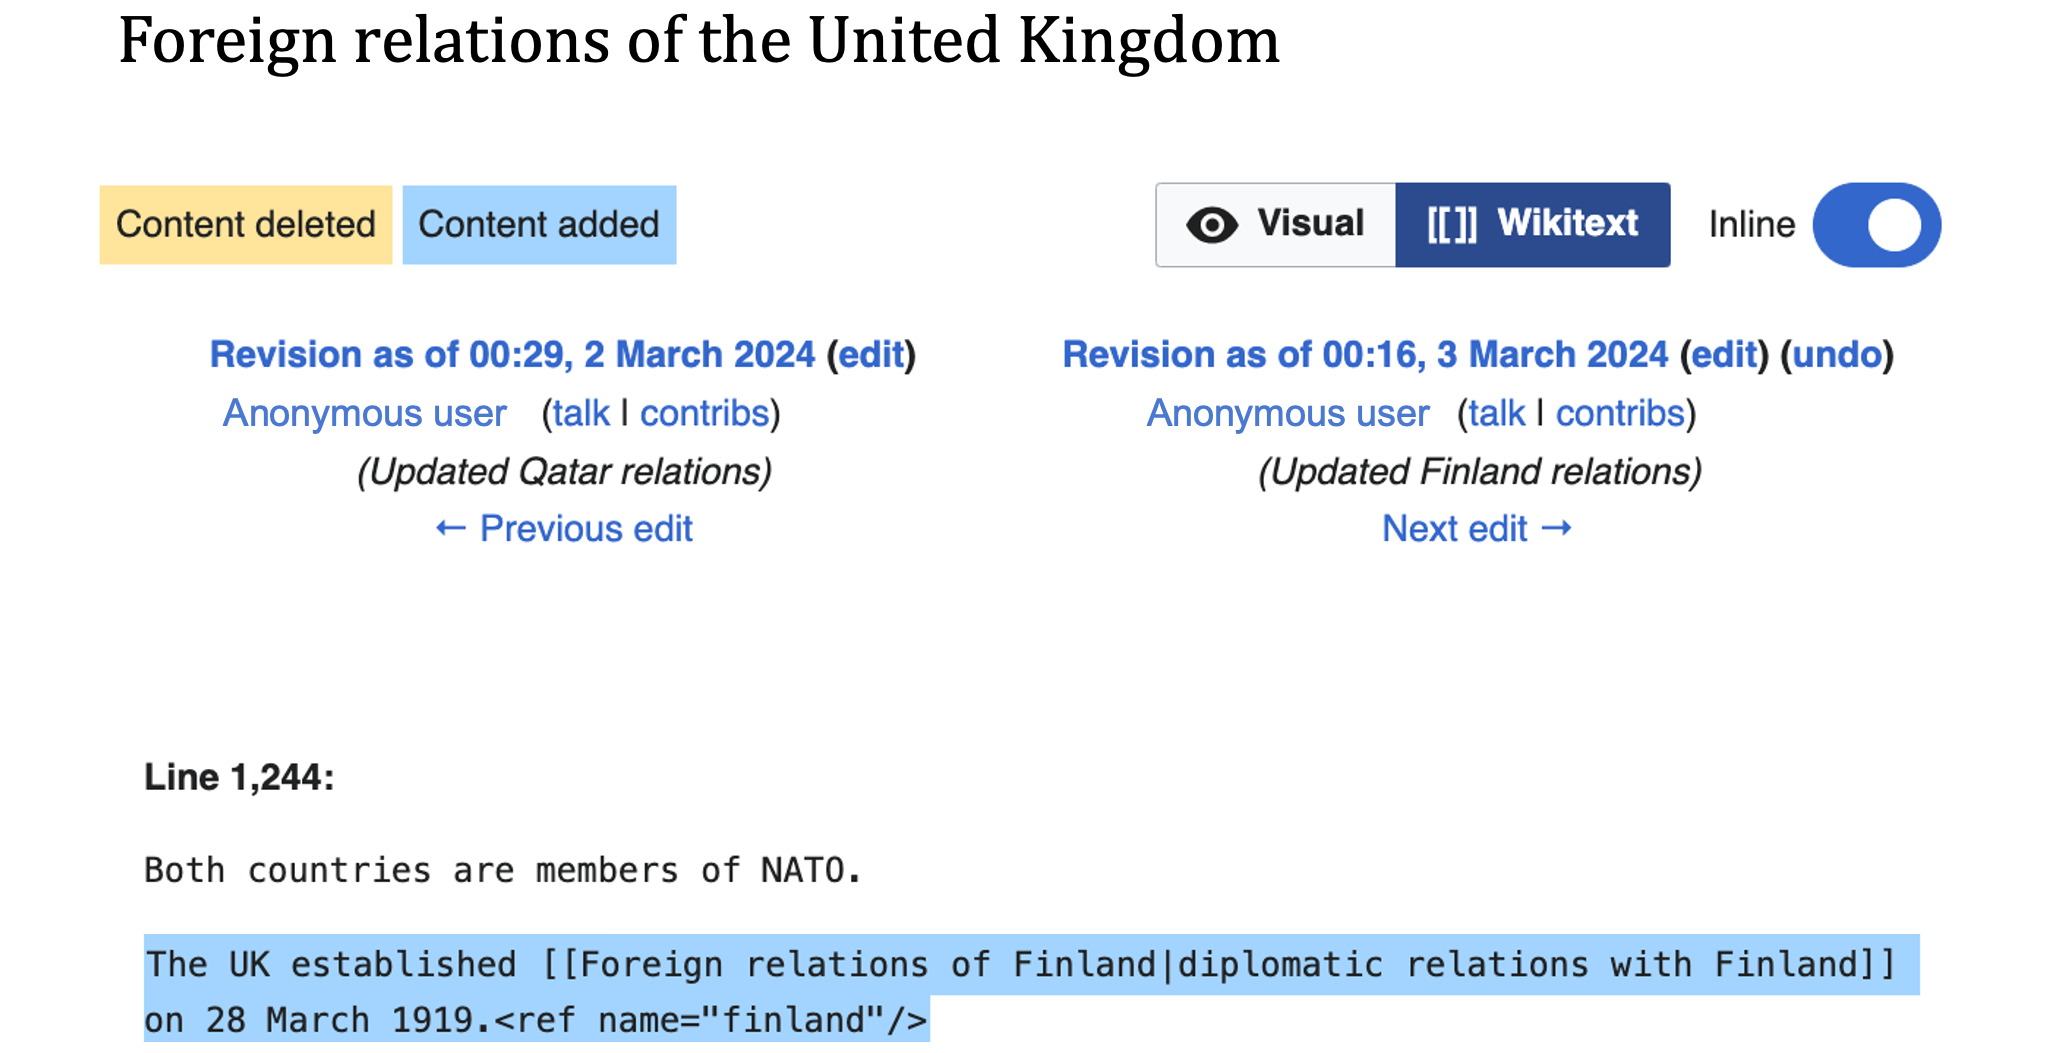 Foreign relations of the United Kingdom
Content deleted Content added Visual [[ ]] Wikitext Inline
Revision as of 00:29, 2 March 2024 (edit)
Anonymous user (talk | contribs)
(Updated Qatar relations)
← Previous edit
Revision as of 00:16, 3 March 2024 (edit) (undo)
Anonymous user (talk | contribs)
(Updated Finland relations)
Next edit →
Line 1,244:
Both countries are members of NATO.
The UK established [[Foreign relations of Finland|diplomatic relations with Finland]]
on 28 March 1919.<ref name="finland"/>